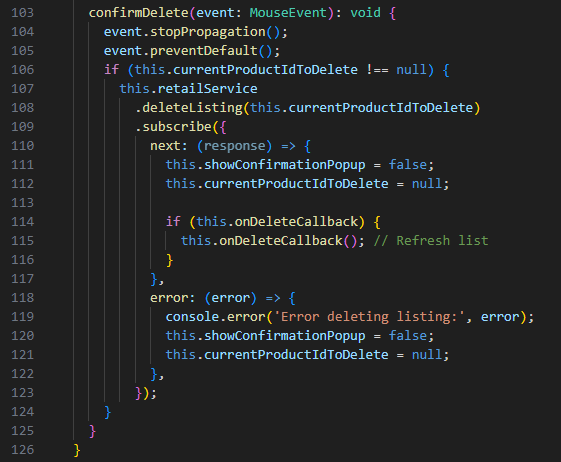 103 confirmDelete(event: MouseEvent): void {
104 event.stopPropagation();
105 event.preventDefault();
106 if (this.currentProductIdToDelete !== null) {
107 this.retailService
108 .deleteListing(this.currentProductIdToDelete)
109 .subscribe({
110 next: (response) => {
111 this.showConfirmationPopup = false;
112 this.currentProductIdToDelete = null;
113
114 if (this.onDeleteCallback) {
115 this.onDeleteCallback(); // Refresh list
116 }
117 },
118 error: (error) => {
119 console.error('Error deleting listing:', error);
120 this.showConfirmationPopup = false;
121 this.currentProductIdToDelete = null;
122 },
123 });
124 }
125 }
126 }